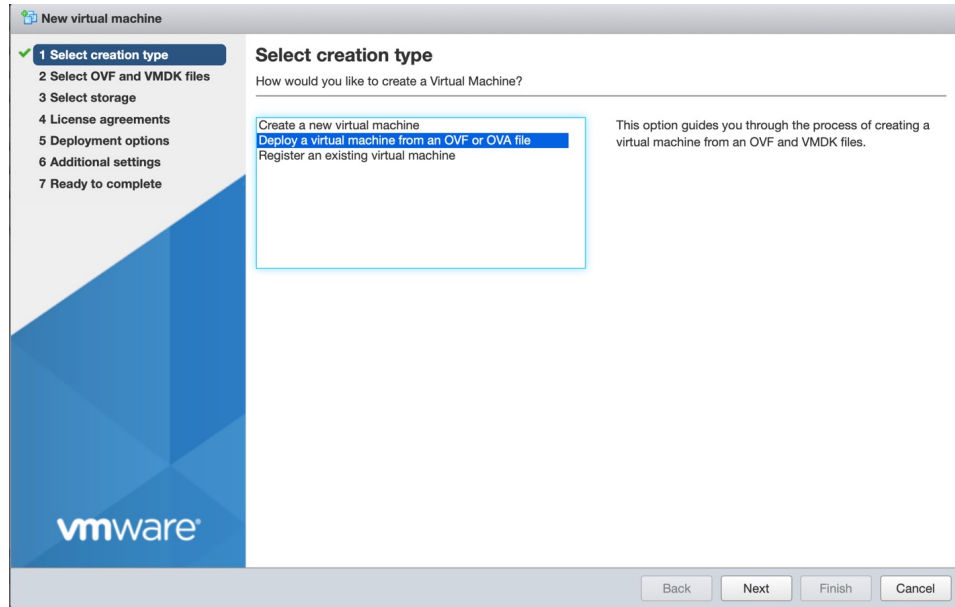 New virtual machine
1 Select creation type
2 Select OVF and VMDK files
3 Select storage
4 License agreements
5 Deployment options
6 Additional settings
7 Ready to complete
Select creation type
How would you like to create a Virtual Machine?
Create a new virtual machine
Deploy a virtual machine from an OVF or OVA file
Register an existing virtual machine
This option guides you through the process of creating a
virtual machine from an OVF and VMDK files.
vmware®
Back
Next
Finish
Cancel